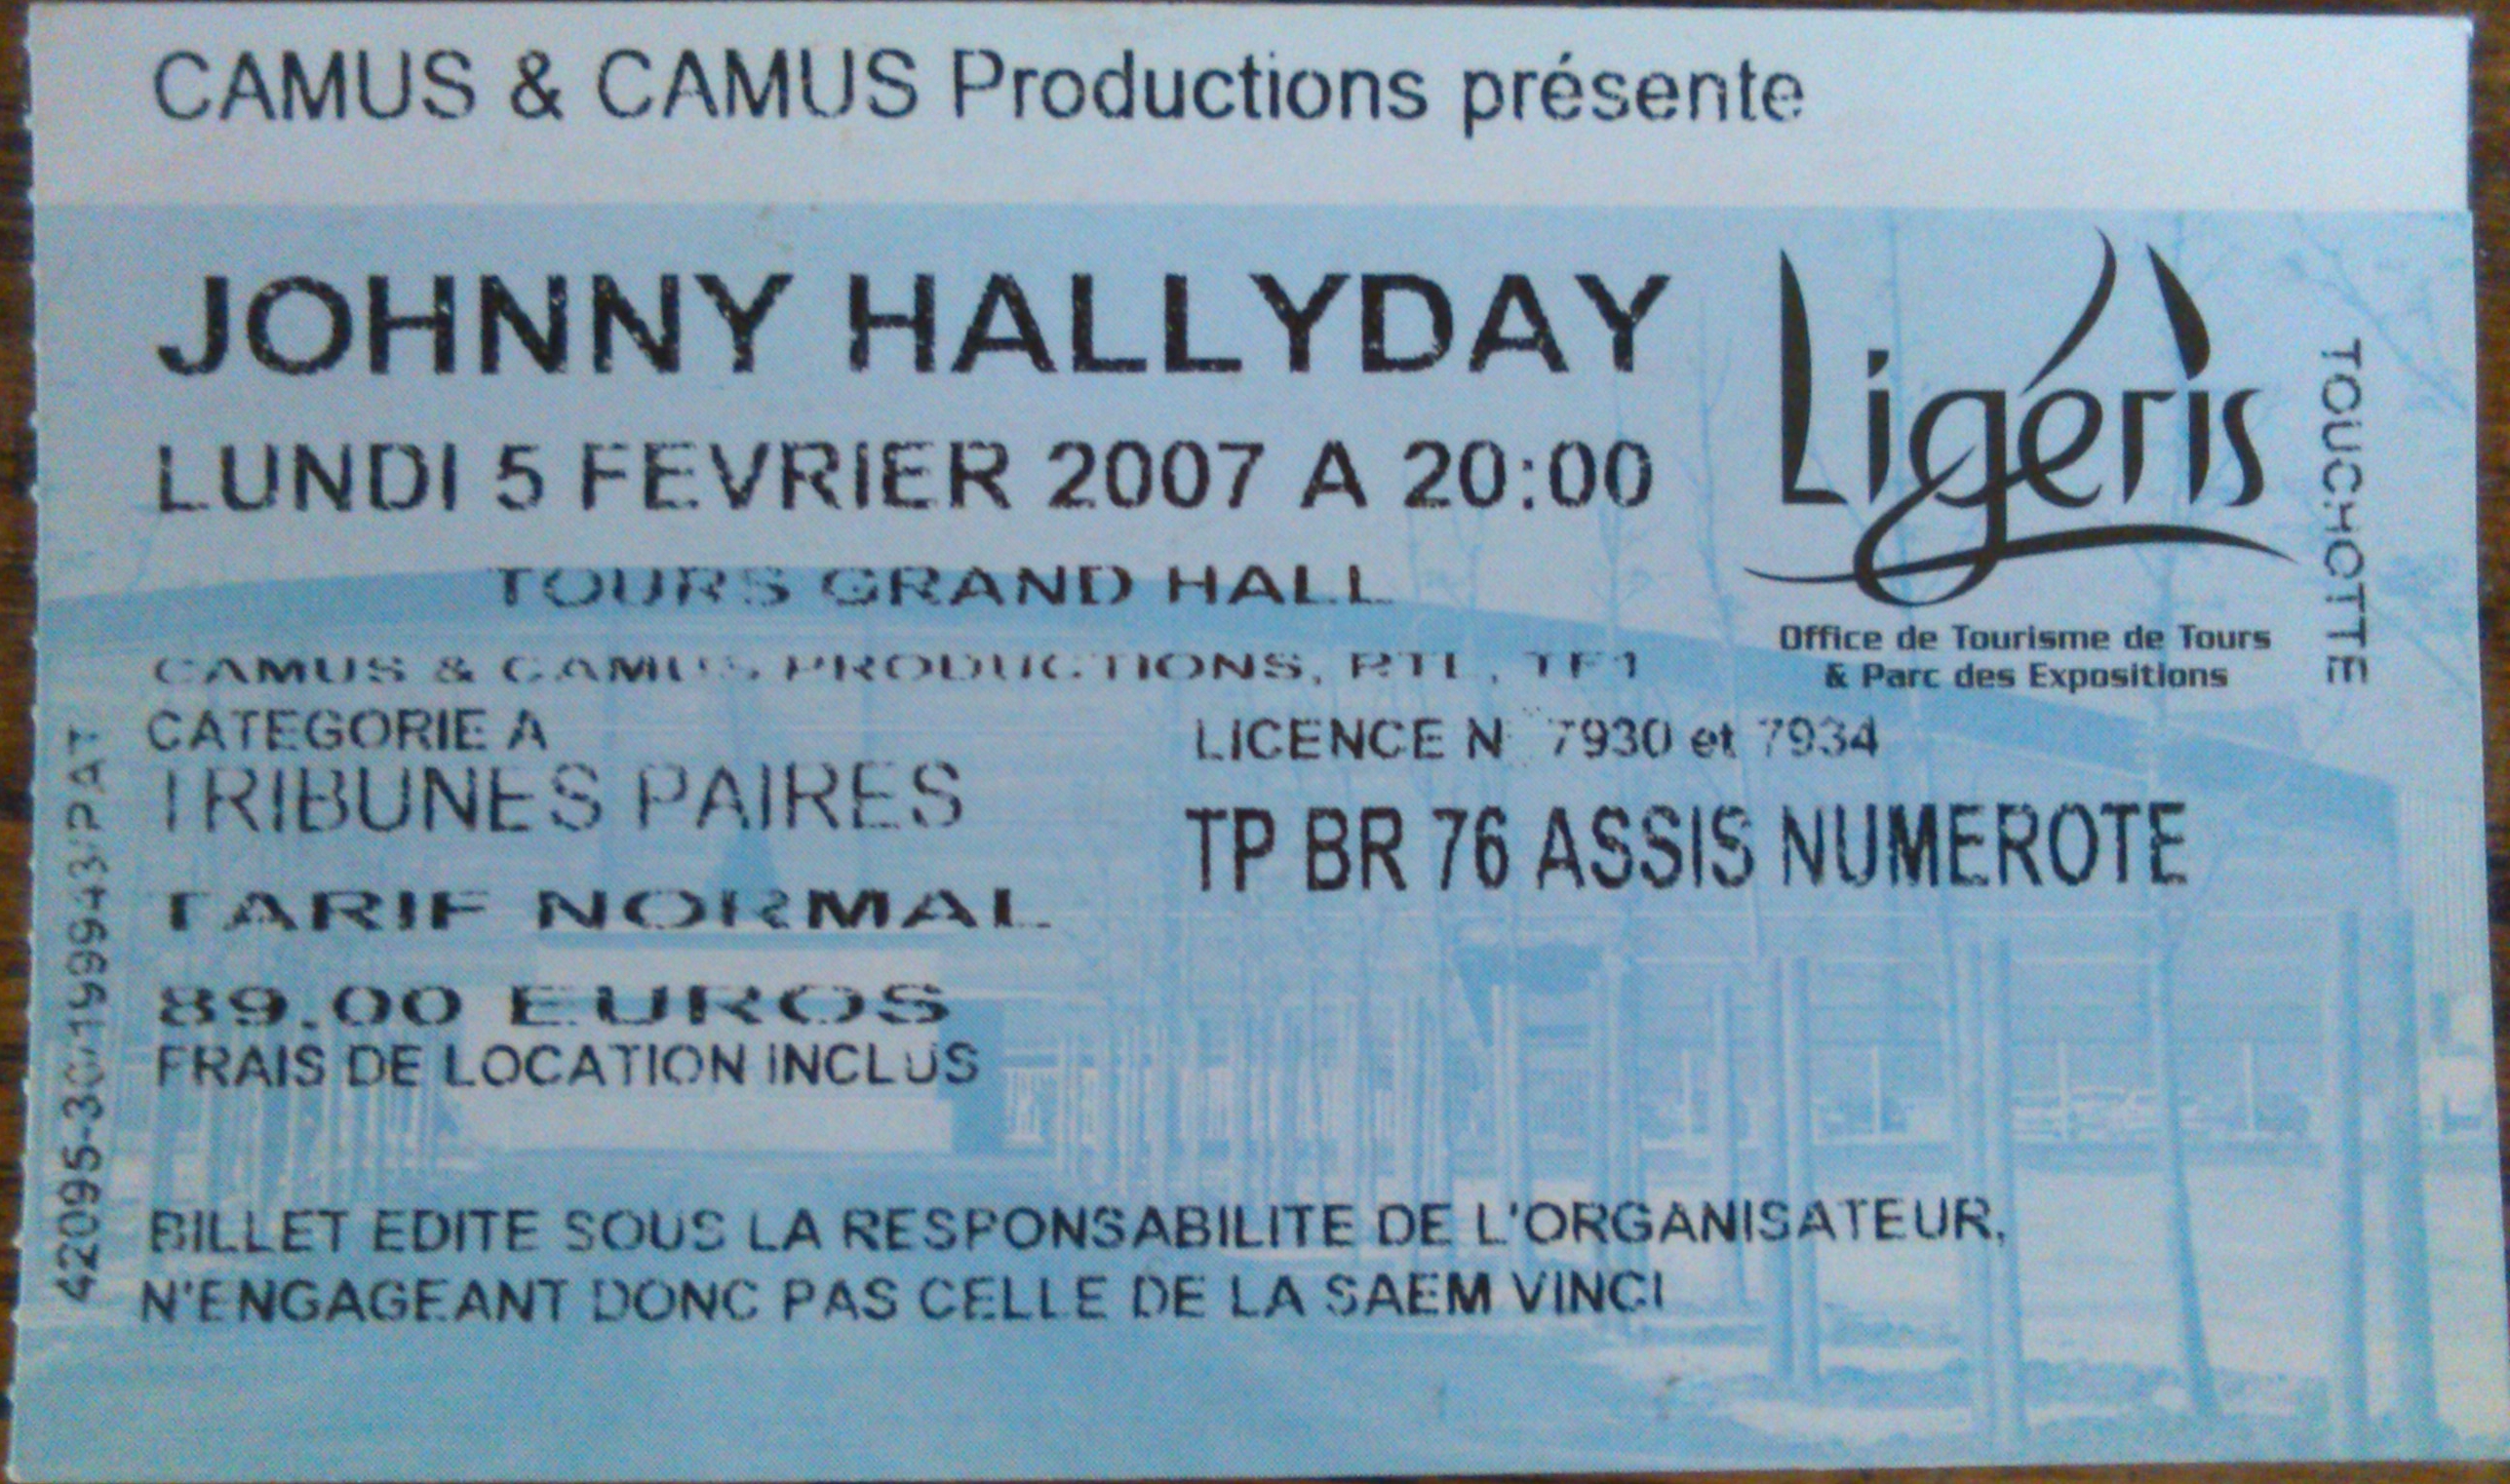 CAMUS & CAMUS Productions présente
JOHNNY HALLYDAY
LUNDI 5 FEVRIER 2007 A 20:00
TOURS GRAND HALL
CAMUS & CAMUS PRODUCTIONS, RTL, TF1
CATEGORIE A
TRIBUNES PAIRES
TARIF NORMAL
89.00 EUROS
FRAIS DE LOCATION INCLUS
LICENCE N° 7930 et 7934
TP BR 76 ASSIS NUMEROTE
Ligéris
Office de Tourisme de Tours
& Parc des Expositions
TOUCHOTTE
BILLET EDITE SOUS LA RESPONSABILITE DE L'ORGANISATEUR,
N'ENGAGEANT DONC PAS CELLE DE LA SAEM VINCI